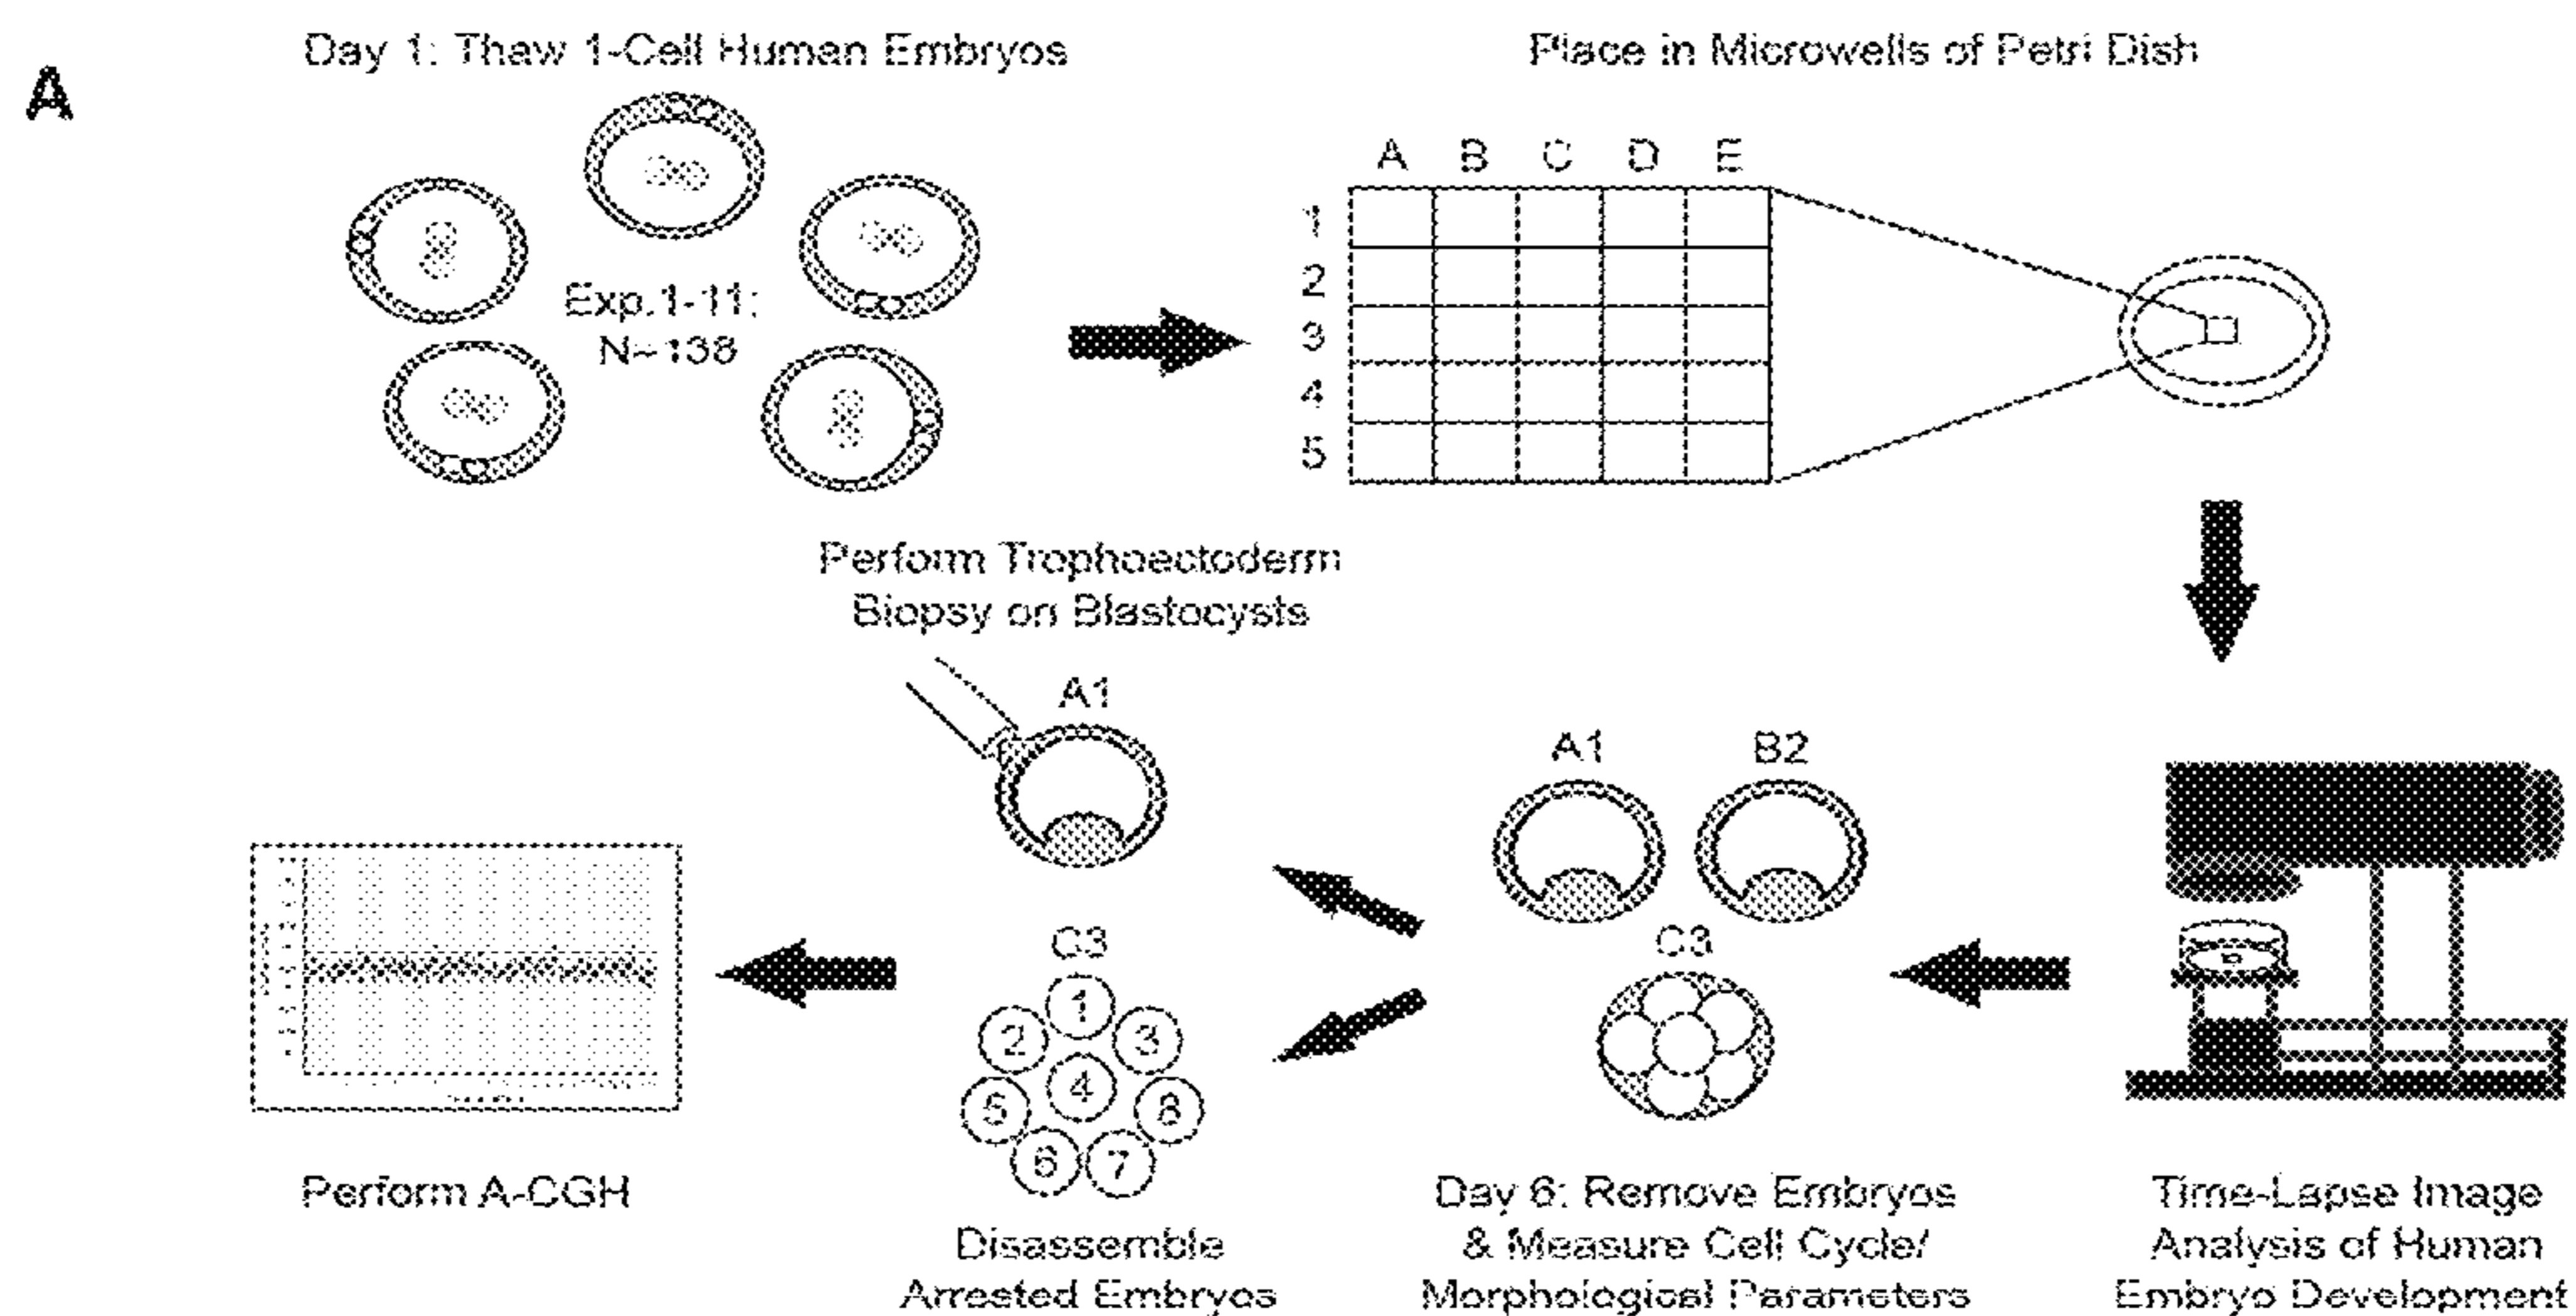 A
Day 1: Thaw 1-Cell Human Embryos
Exp.1-11:
N=138
Place in Microwells of Petri Dish
A B C D E
1
2
3
4
5
Perform Trophoectoderm
Biopsy on Blastocysts
A1
A1
B2
C3
C3
1
2
3
4
5
8
6
7
Perform A-CGH
Disassemble
Arrested Embryos
Day 6: Remove Embryos
& Measure Cell Cycle/
Morphological Parameters
Time-Lapse Image
Analysis of Human
Embryo Development